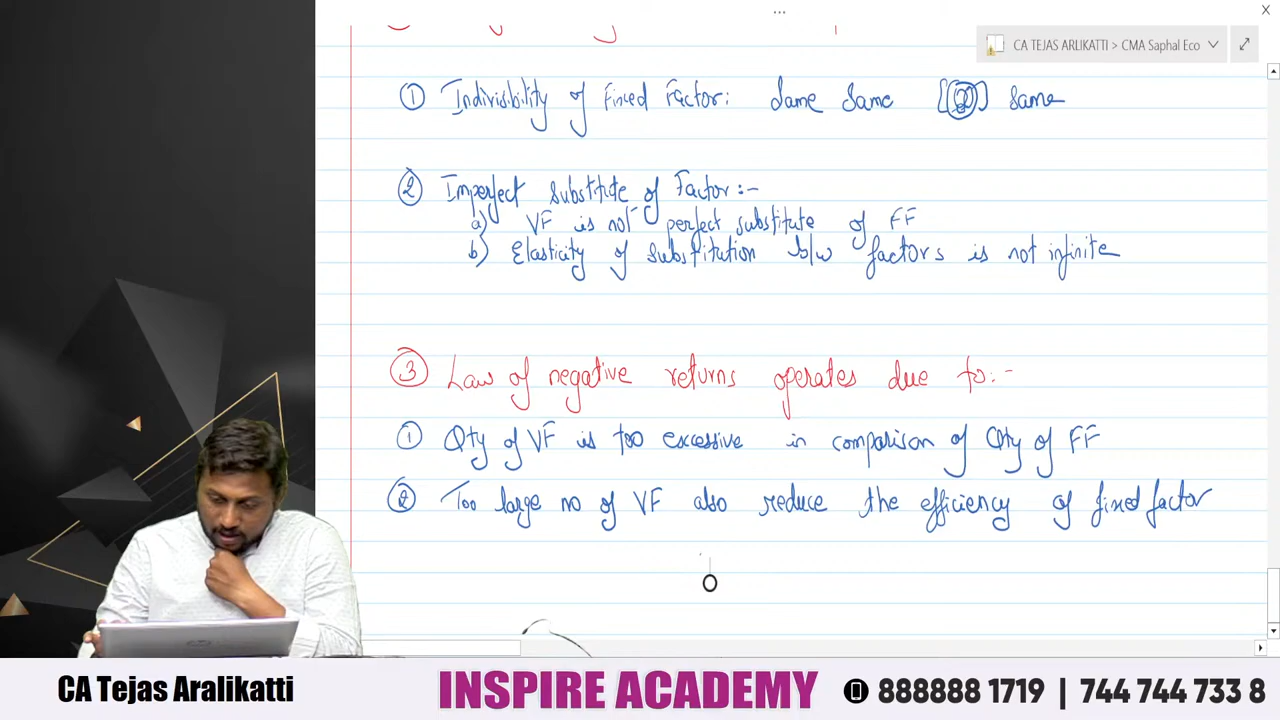 ...
CA TEJAS ARLIKATTI > CMA Saphal Eco
① Indivisibility of Fixed Factor: Same Same [(2)] Same
② Imperfect Substitute of Factor:-
a) VF is not perfect substitute of FF
b) Elasticity of substitution b/w factors is not infinite
③ Law of negative returns operates due to:-
① Qty of VF is too excessive in comparison of Qty of FF
② Too large no of VF also reduce the efficiency of fixed factor
CA Tejas Aralikatti INSPIRE ACADEMY 888888 1719 | 744 744 733 8